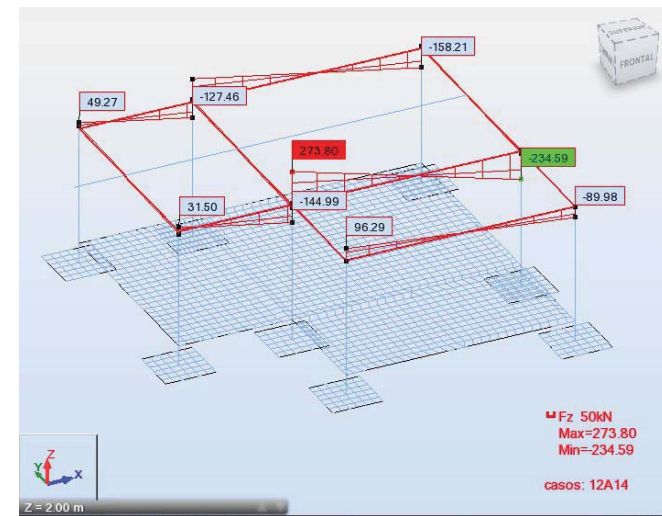 -158.21
SUPERIOR
FRONTAL
49.27
-127.46
273.80
-234.59
31.50
-144.99
96.29
-89.98
Fz 50kN
Max=273.80
Min=-234.59
casos: 12A14
Z
Y
X
Z = 2.00 m